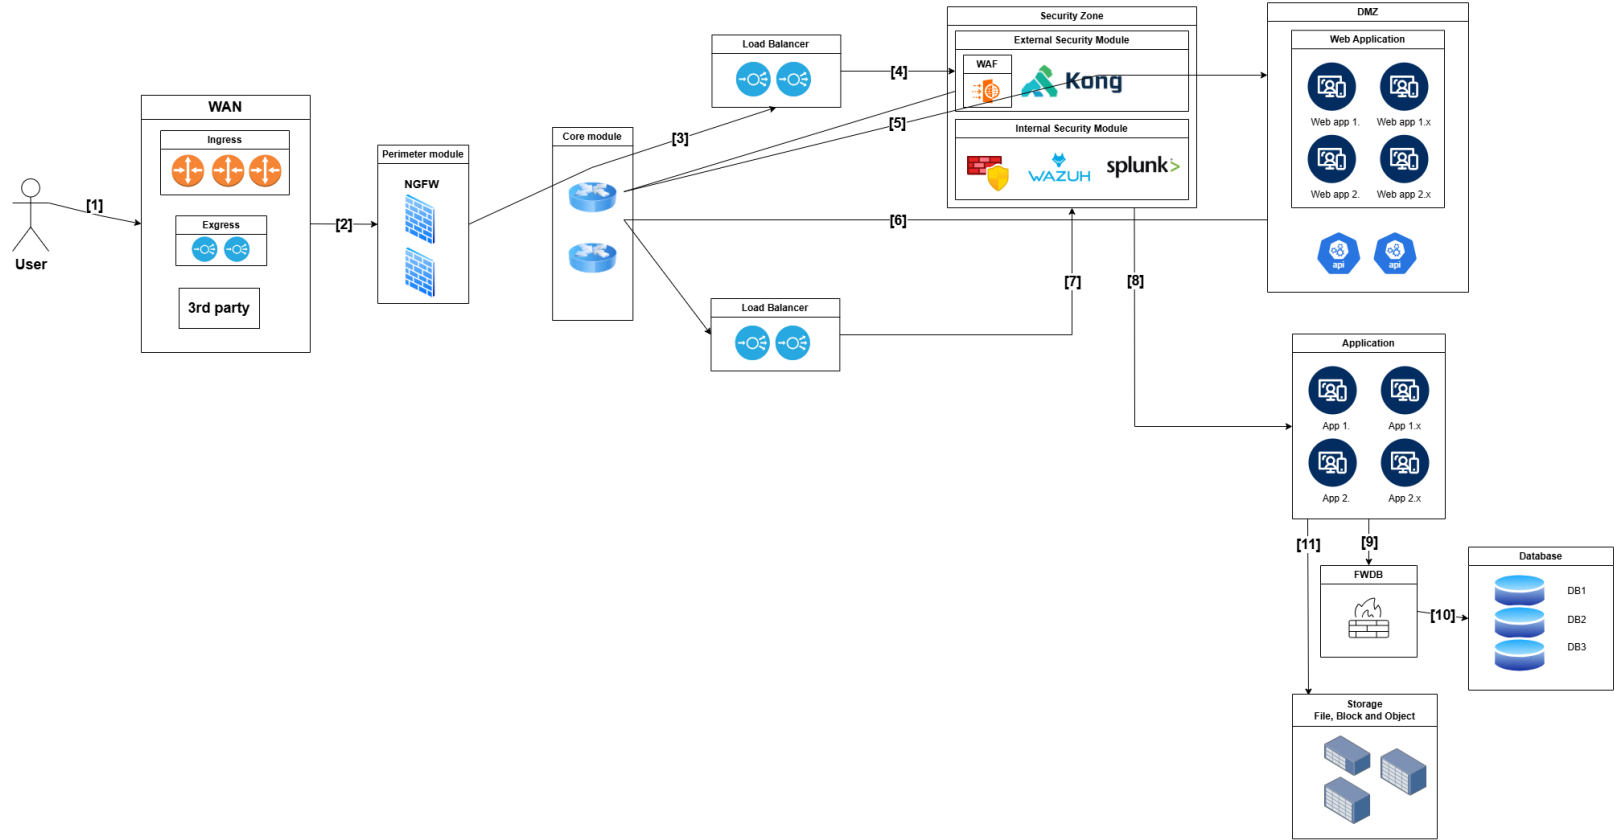 Security Zone
DMZ
External Security Module
Web Application
Load Balancer
WAF
Kong
[4]
Web app 1.
Web app 1.x
WAN
[5]
Internal Security Module
Ingress
Core module
[3]
Perimeter module
NGFW
WAZUH
splunk>
Web app 2.
Web app 2.x
[1]
[2]
Exgress
[6]
User
api
api
[7]
[8]
3rd party
Load Balancer
Application
App 1.
App 1.x
App 2.
App 2.x
[11]
[9]
Database
FWDB
DB1
[10]
DB2
DB3
Storage
File, Block and Object